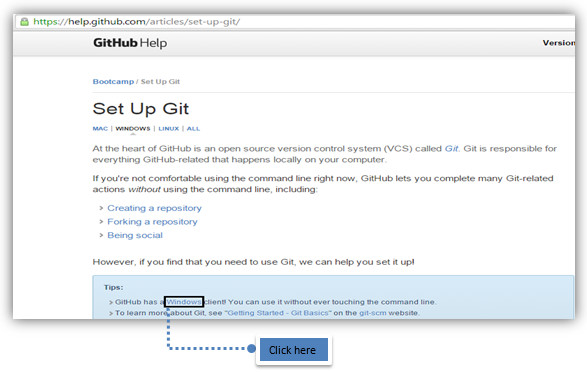 https://help.github.com/articles/set-up-git/
GitHub Help
Version
Bootcamp / Set Up Git
Set Up Git
MAC | WINDOWS | LINUX | ALL
At the heart of GitHub is an open source version control system (VCS) called Git. Git is responsible for
everything GitHub-related that happens locally on your computer.
If you're not comfortable using the command line right now, GitHub lets you complete many Git-related
actions without using the command line, including:
> Creating a repository
> Forking a repository
> Being social
However, if you find that you need to use Git, we can help you set it up!
Tips:
> GitHub has a Windows client! You can use it without ever touching the command line.
> To learn more about Git, see "Getting Started - Git Basics" on the git-scm website.
Click here